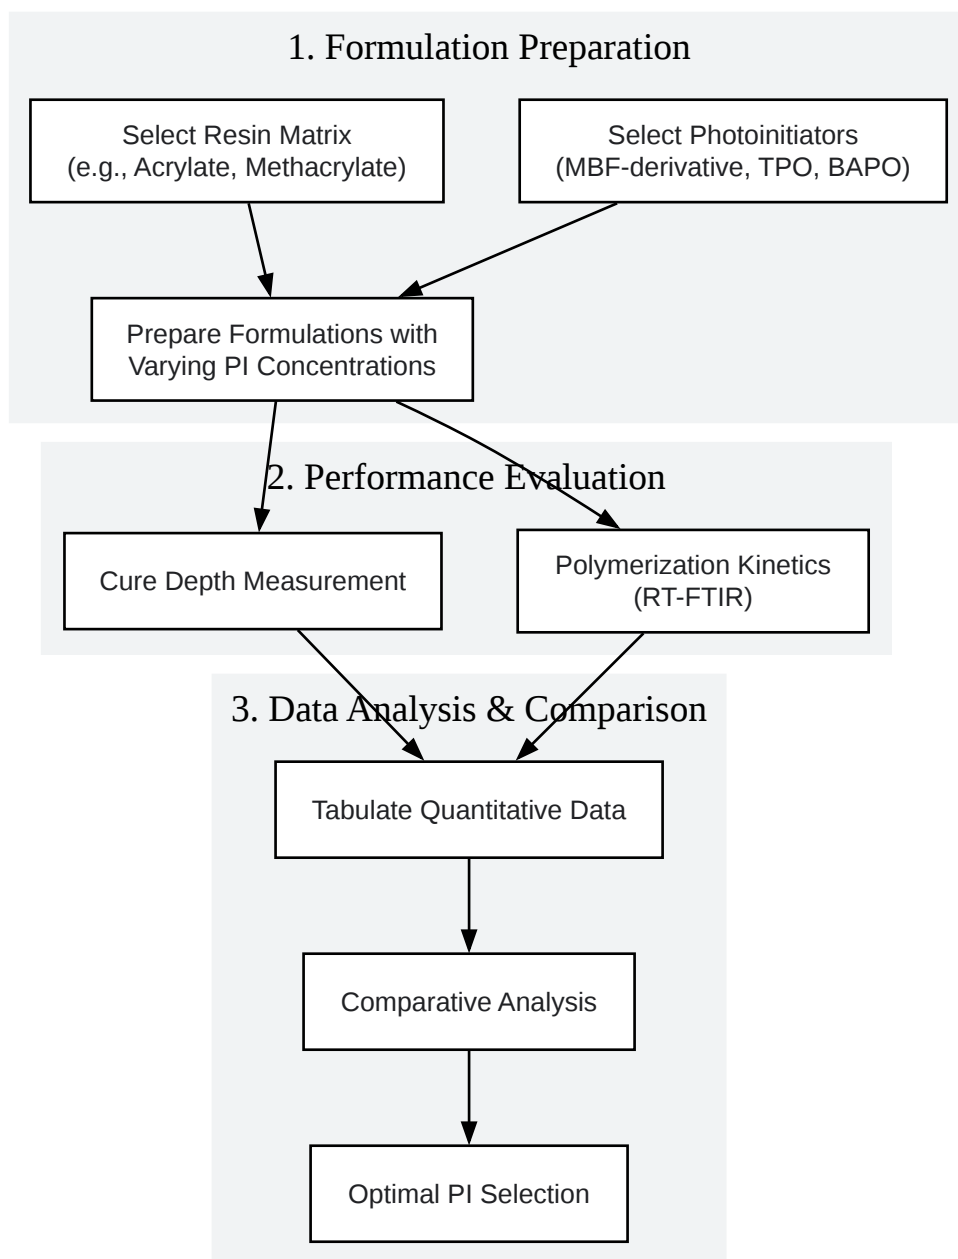 1. Formulation Preparation
Select Resin Matrix
(e.g., Acrylate, Methacrylate)
Select Photoinitiators
(MBF-derivative, TPO, BAPO)
Prepare Formulations with
Varying PI Concentrations
2. Performance Evaluation
Cure Depth Measurement
Polymerization Kinetics
(RT-FTIR)
3. Data Analysis & Comparison
Tabulate Quantitative Data
Comparative Analysis
Optimal PI Selection